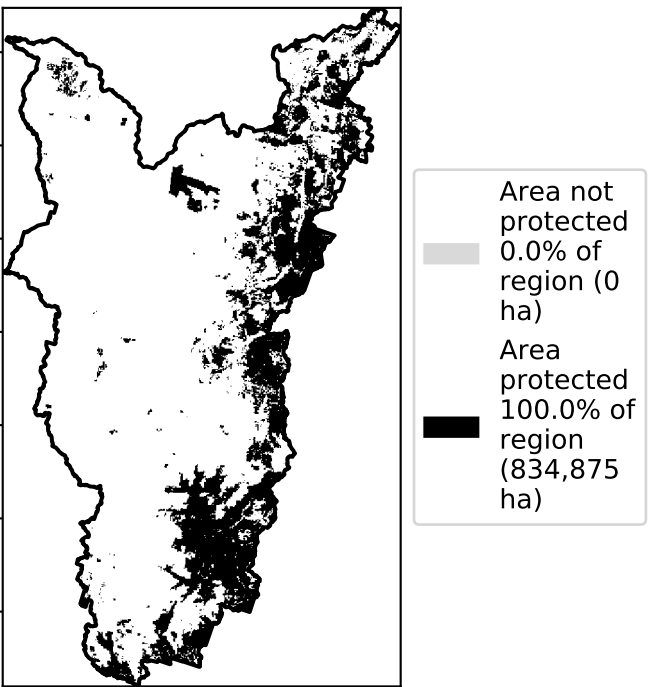 Area not
protected
0.0% of
region (0
ha)
Area
protected
100.0% of
region
(834,875
ha)